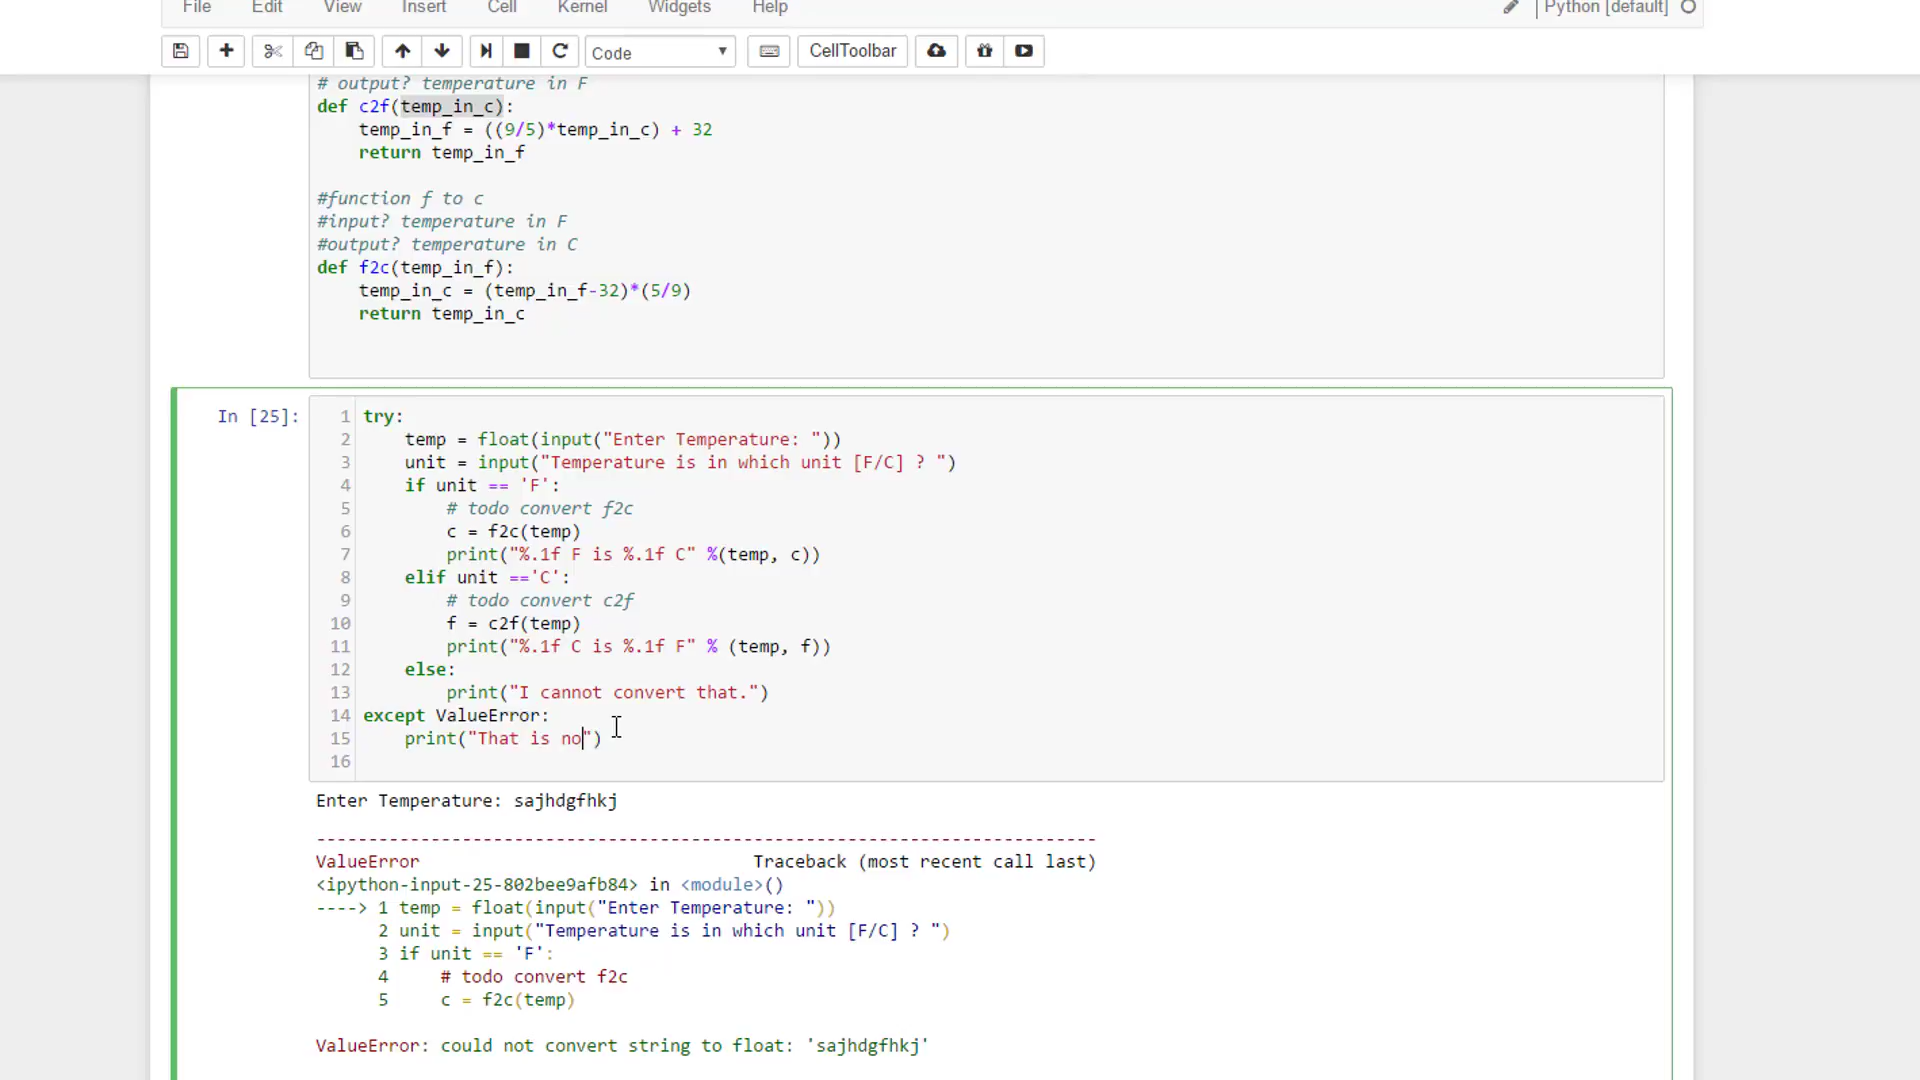 File Edit View Insert Cell Kernel Widgets Help Python [default]
Code CellToolbar
# output? temperature in F
def c2f(temp_in_c):
    temp_in_f = ((9/5)*temp_in_c) + 32
    return temp_in_f
#function f to c
#input? temperature in F
#output? temperature in C
def f2c(temp_in_f):
    temp_in_c = (temp_in_f-32)*(5/9)
    return temp_in_c
In [25]: 1 try:
2     temp = float(input("Enter Temperature: "))
3     unit = input("Temperature is in which unit [F/C] ? ")
4     if unit == 'F':
5         # todo convert f2c
6         c = f2c(temp)
7         print("%.1f F is %.1f C" %(temp, c))
8     elif unit =='C':
9         # todo convert c2f
10         f = c2f(temp)
11         print("%.1f C is %.1f F" % (temp, f))
12     else:
13         print("I cannot convert that.")
14 except ValueError:
15     print("That is no")
16
Enter Temperature: sajhdgfhkj
---------------------------------------------------------------------------
ValueError                                Traceback (most recent call last)
<ipython-input-25-802bee9afb84> in <module>()
----> 1 temp = float(input("Enter Temperature: "))
      2 unit = input("Temperature is in which unit [F/C] ? ")
      3 if unit == 'F':
      4     # todo convert f2c
      5     c = f2c(temp)
ValueError: could not convert string to float: 'sajhdgfhkj'